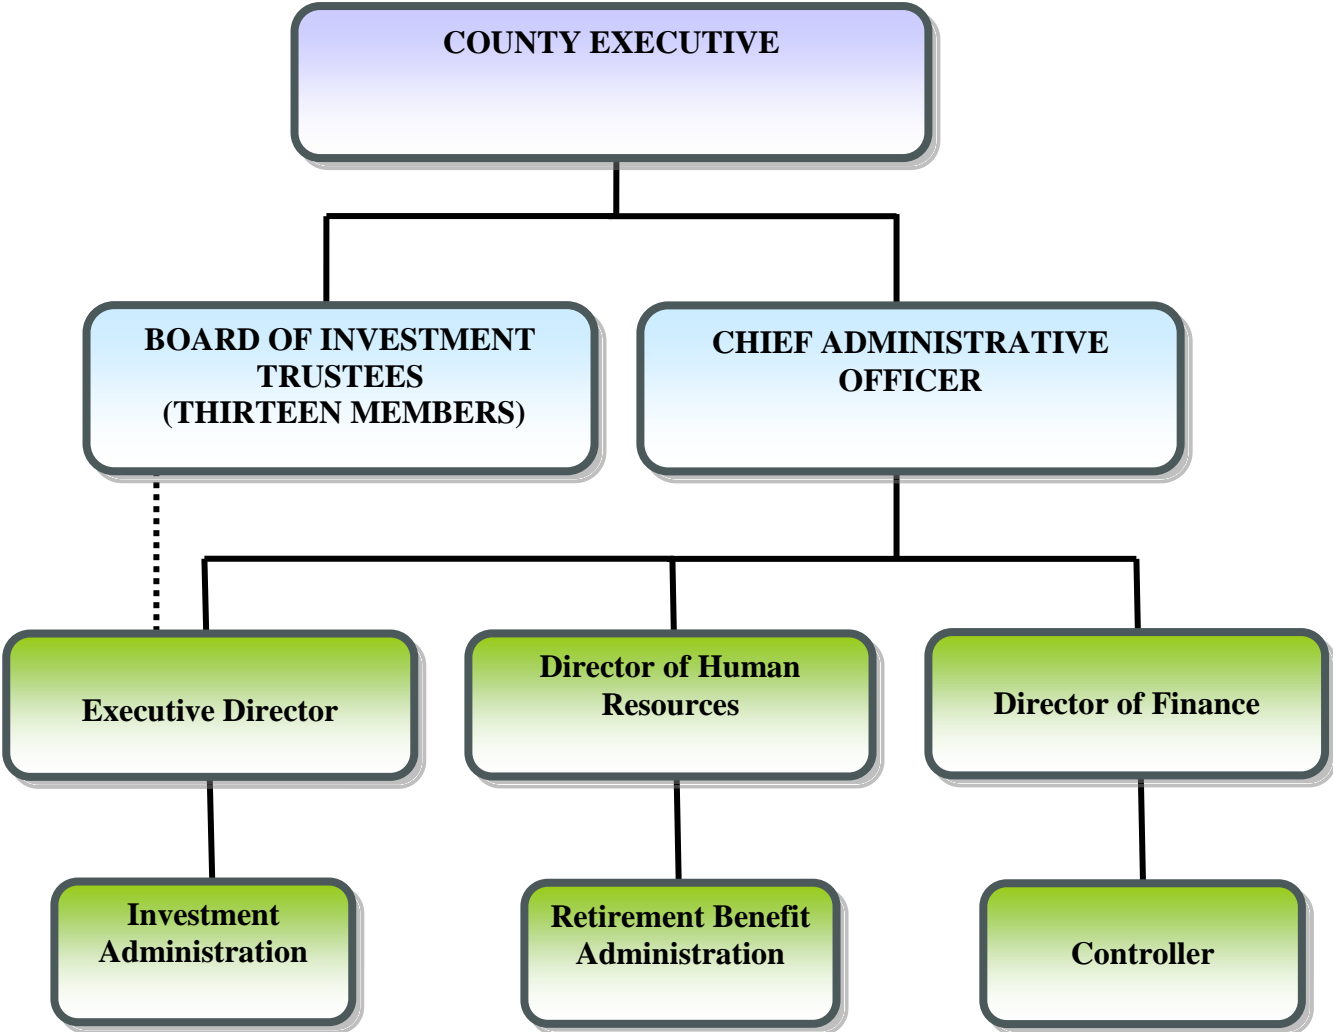 COUNTY EXECUTIVE
BOARD OF INVESTMENT
TRUSTEES
(THIRTEEN MEMBERS)
CHIEF ADMINISTRATIVE
OFFICER
Executive Director
Director of Human
Resources
Director of Finance
Investment
Administration
Retirement Benefit
Administration
Controller